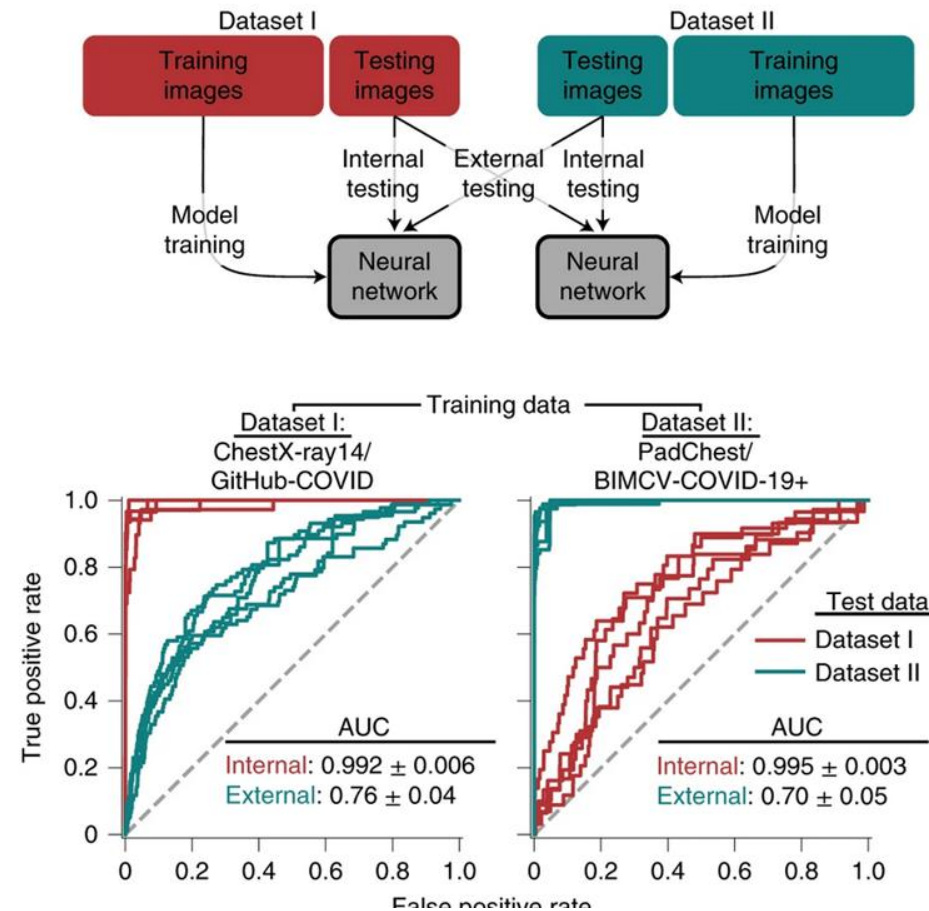 Dataset I
Dataset II
Training
images
Testing
images
Testing
images
Training
images
Internal
testing
External
testing
Internal
testing
Model
training
Model
training
Neural
network
Neural
network
Training data
Dataset I:
ChestX-ray14/
GitHub-COVID
Dataset II:
PadChest/
BIMCV-COVID-19+
True positive rate
1.0
0.8
0.6
0.4
0.2
0
AUC
Internal: 0.992 ± 0.006
External: 0.76 ± 0.04
0 0.2 0.4 0.6 0.8 1.0
Test data
Dataset I
Dataset II
AUC
Internal: 0.995 ± 0.003
External: 0.70 ± 0.05
0 0.2 0.4 0.6 0.8 1.0
False positive rate